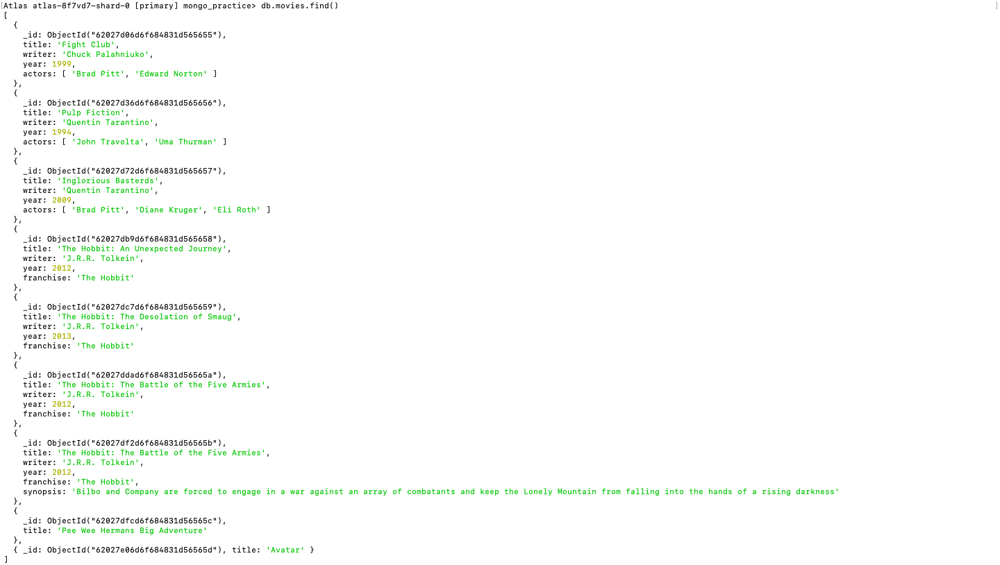 [Atlas atlas-8f7vd7-shard-0 [primary] mongo_practice> db.movies.find() ]
[
  {
    _id: ObjectId("62027d06d6f684831d565655"),
    title: 'Fight Club',
    writer: 'Chuck Palahniuko',
    year: 1999,
    actors: [ 'Brad Pitt', 'Edward Norton' ]
  },
  {
    _id: ObjectId("62027d36d6f684831d565656"),
    title: 'Pulp Fiction',
    writer: 'Quentin Tarantino',
    year: 1994,
    actors: [ 'John Travolta', 'Uma Thurman' ]
  },
  {
    _id: ObjectId("62027d72d6f684831d565657"),
    title: 'Inglorious Basterds',
    writer: 'Quentin Tarantino',
    year: 2009,
    actors: [ 'Brad Pitt', 'Diane Kruger', 'Eli Roth' ]
  },
  {
    _id: ObjectId("62027db9d6f684831d565658"),
    title: 'The Hobbit: An Unexpected Journey',
    writer: 'J.R.R. Tolkein',
    year: 2012,
    franchise: 'The Hobbit'
  },
  {
    _id: ObjectId("62027dc7d6f684831d565659"),
    title: 'The Hobbit: The Desolation of Smaug',
    writer: 'J.R.R. Tolkein',
    year: 2013,
    franchise: 'The Hobbit'
  },
  {
    _id: ObjectId("62027ddad6f684831d56565a"),
    title: 'The Hobbit: The Battle of the Five Armies',
    writer: 'J.R.R. Tolkein',
    year: 2012,
    franchise: 'The Hobbit'
  },
  {
    _id: ObjectId("62027df2d6f684831d56565b"),
    title: 'The Hobbit: The Battle of the Five Armies',
    writer: 'J.R.R. Tolkein',
    year: 2012,
    franchise: 'The Hobbit',
    synopsis: 'Bilbo and Company are forced to engage in a war against an array of combatants and keep the Lonely Mountain from falling into the hands of a rising darkness'
  },
  {
    _id: ObjectId("62027dfcd6f684831d56565c"),
    title: 'Pee Wee Hermans Big Adventure'
  },
  { _id: ObjectId("62027e06d6f684831d56565d"), title: 'Avatar' }
]